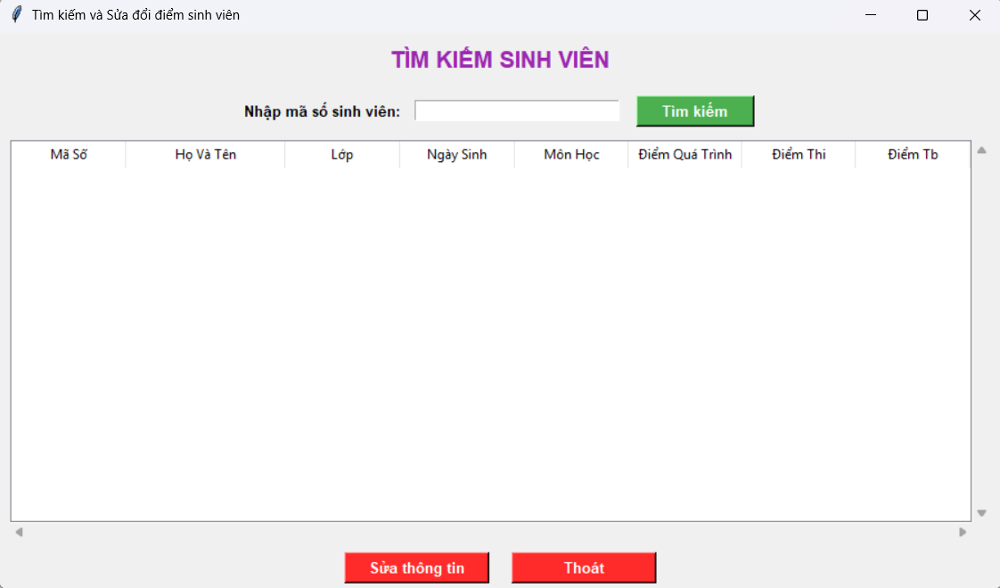 Tìm kiếm và Sửa đổi điểm sinh viên
TÌM KIẾM SINH VIÊN
Nhập mã số sinh viên: Tìm kiếm
Mã Số Họ Và Tên Lớp Ngày Sinh Môn Học Điểm Quá Trình Điểm Thi Điểm Tb
Sửa thông tin Thoát